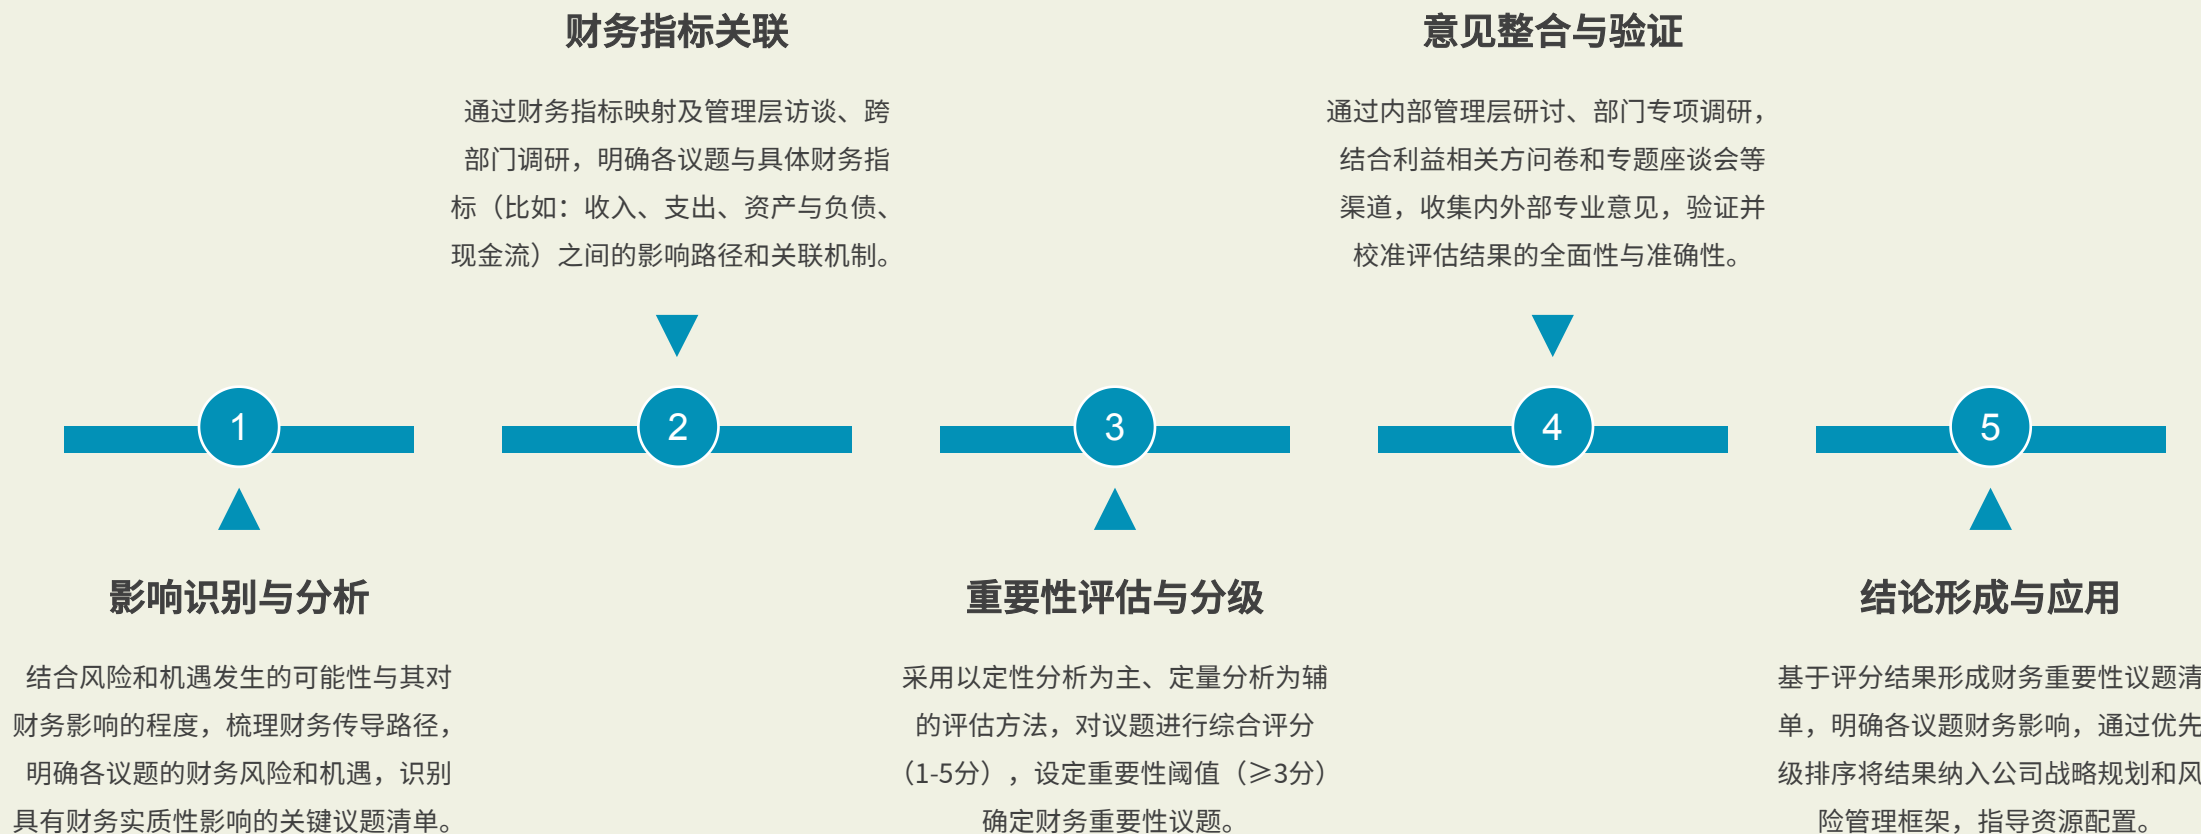 财务指标关联
通过财务指标映射及管理层访谈、跨
部门调研，明确各议题与具体财务指
标（比如：收入、支出、资产与负债、
现金流）之间的影响路径和关联机制。
意见整合与验证
通过内部管理层研讨、部门专项调研，
结合利益相关方问卷和专题座谈会等
渠道，收集内外部专业意见，验证并
校准评估结果的全面性与准确性。
1
2
3
4
5
影响识别与分析
结合风险和机遇发生的可能性与其对
财务影响的程度，梳理财务传导路径，
明确各议题的财务风险和机遇，识别
具有财务实质性影响的关键议题清单。
重要性评估与分级
采用以定性分析为主、定量分析为辅
的评估方法，对议题进行综合评分
（1-5分），设定重要性阈值（≥3分）
确定财务重要性议题。
结论形成与应用
基于评分结果形成财务重要性议题清
单，明确各议题财务影响，通过优先
级排序将结果纳入公司战略规划和风
险管理框架，指导资源配置。